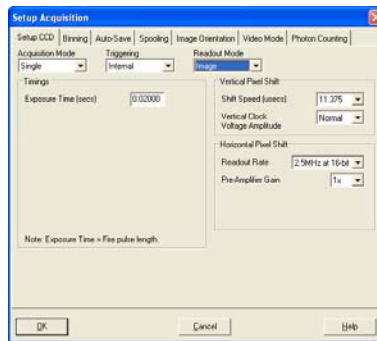 Setup Acquisition
Setup CCD Binning Auto-Save Spooling Image Orientation Video Mode Photon Counting
Acquisition Mode Triggering Readout Mode
Single Internal Image
Timings
Exposure Time (secs) 0.02000
Note: Exposure Time = Fire pulse length.
Vertical Pixel Shift
Shift Speed (usecs) 11.375
Vertical Clock
Voltage Amplitude Normal
Horizontal Pixel Shift
Readout Rate 2.5MHz at 16-bit
Pre-Amplifier Gain 1x
OK Cancel Help